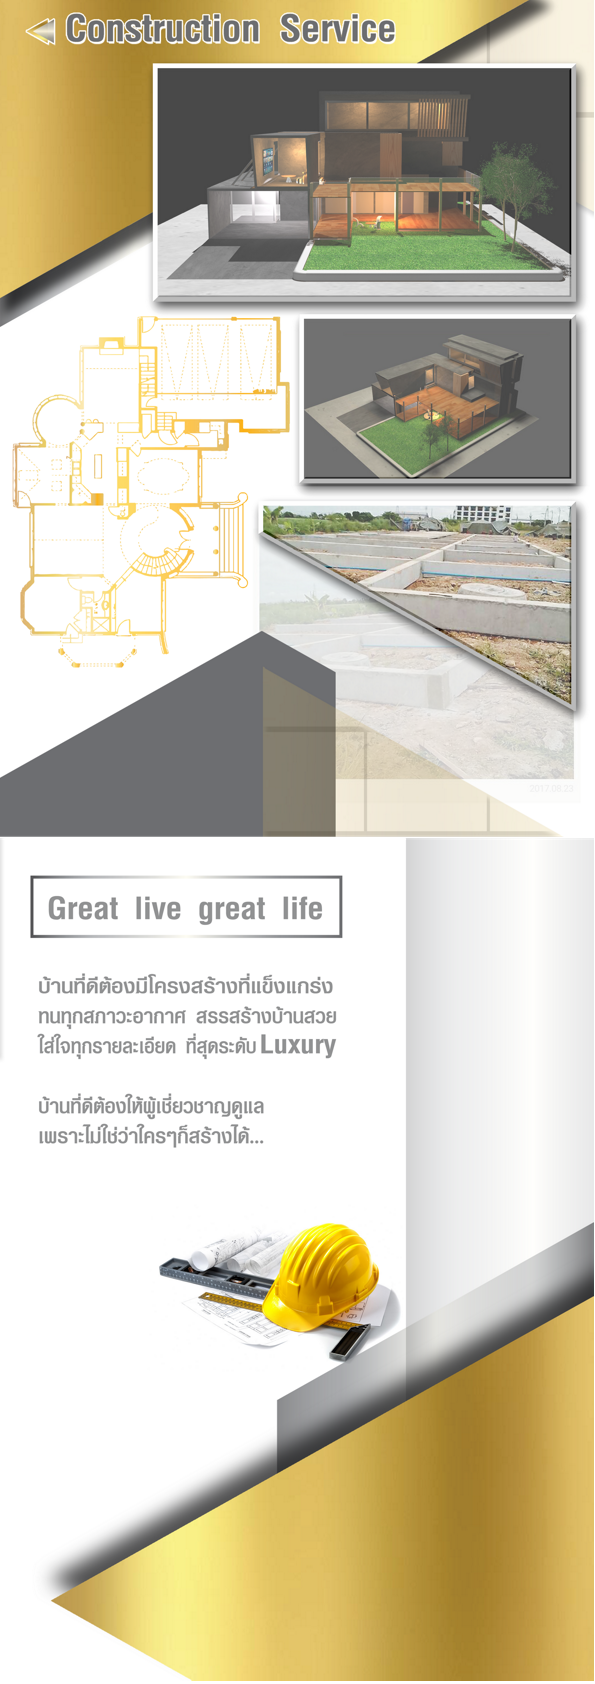 Construction Service
2017.08.23
Great live great life
บ้านที่ดีต้องมีโครงสร้างที่แข็งแกร่ง
ทนทุกสภาวะอากาศ สรรสร้างบ้านสวย
ใส่ใจทุกรายละเอียด ที่สุดระดับ Luxury
บ้านที่ดีต้องให้ผู้เชี่ยวชาญดูแล
เพราะไม่ใช่ว่าใครๆก็สร้างได้...